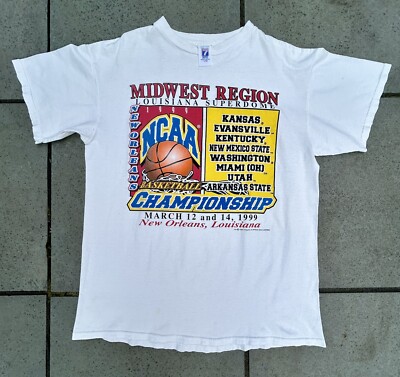 MIDWEST REGION
LOUISIANA SUPERDOME
NEW ORLEANS
1999
NCAA
BASKETBALL
KANSAS,
EVANSVILLE,
KENTUCKY,
NEW MEXICO STATE,
WASHINGTON,
MIAMI (OH),
UTAH
ARKANSAS STATE
CHAMPIONSHIP
MARCH 12 and 14, 1999
New Orleans, Louisiana